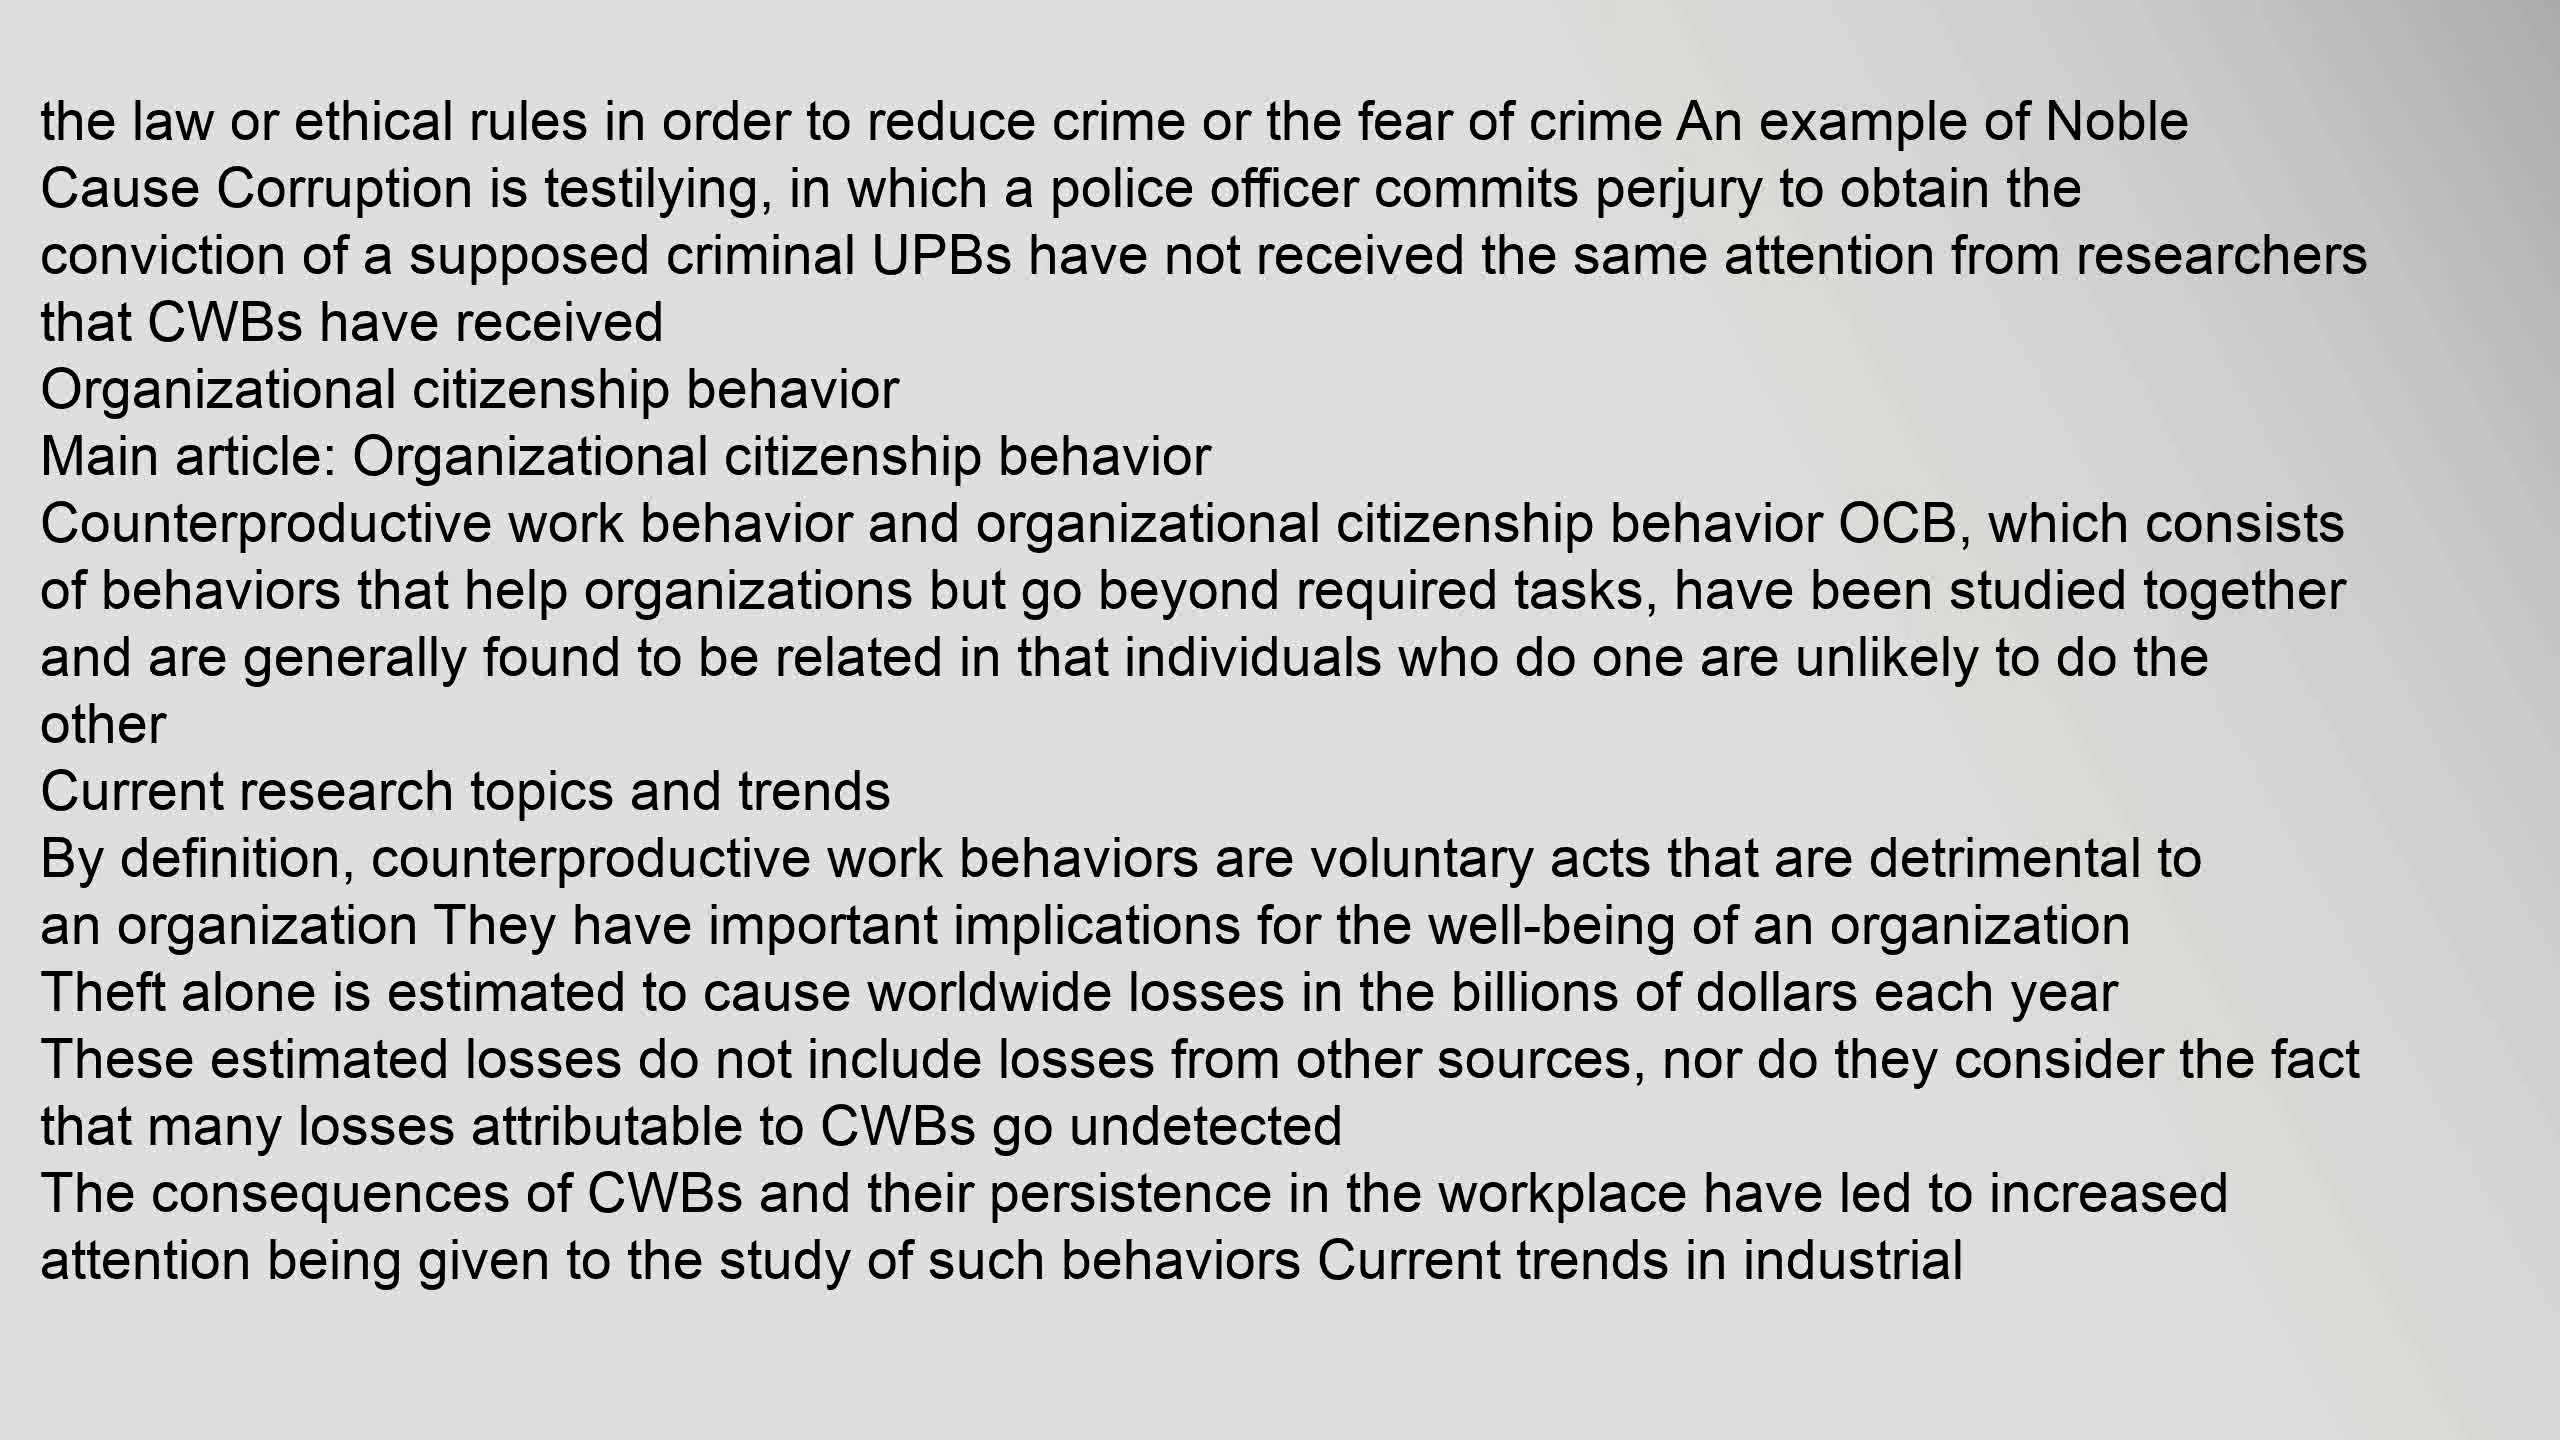 the law or ethical rules in order to reduce crime or the fear of crime An example of Noble
Cause Corruption is testilying, in which a police officer commits perjury to obtain the
conviction of a supposed criminal UPBs have not received the same attention from researchers
that CWBs have received
Organizational citizenship behavior
Main article: Organizational citizenship behavior
Counterproductive work behavior and organizational citizenship behavior OCB, which consists
of behaviors that help organizations but go beyond required tasks, have been studied together
and are generally found to be related in that individuals who do one are unlikely to do the
other
Current research topics and trends
By definition, counterproductive work behaviors are voluntary acts that are detrimental to
an organization They have important implications for the well-being of an organization
Theft alone is estimated to cause worldwide losses in the billions of dollars each year
These estimated losses do not include losses from other sources, nor do they consider the fact
that many losses attributable to CWBs go undetected
The consequences of CWBs and their persistence in the workplace have led to increased
attention being given to the study of such behaviors Current trends in industrial